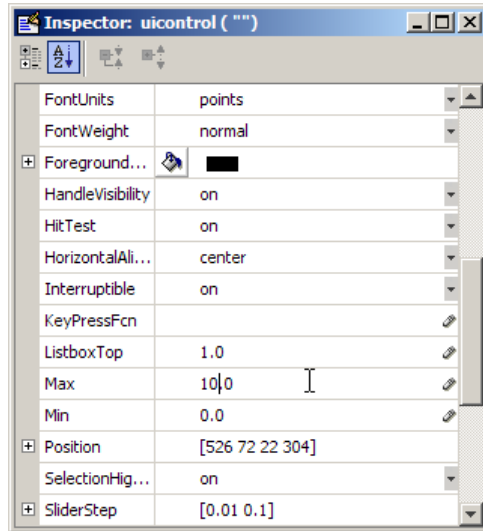 Inspector: uicontrol ( "")
FontUnits points
FontWeight normal
Foreground...
HandleVisibility on
HitTest on
HorizontalAli... center
Interruptible on
KeyPressFcn
ListboxTop 1.0
Max 10.0
Min 0.0
Position [526 72 22 304]
SelectionHig... on
SliderStep [0.01 0.1]